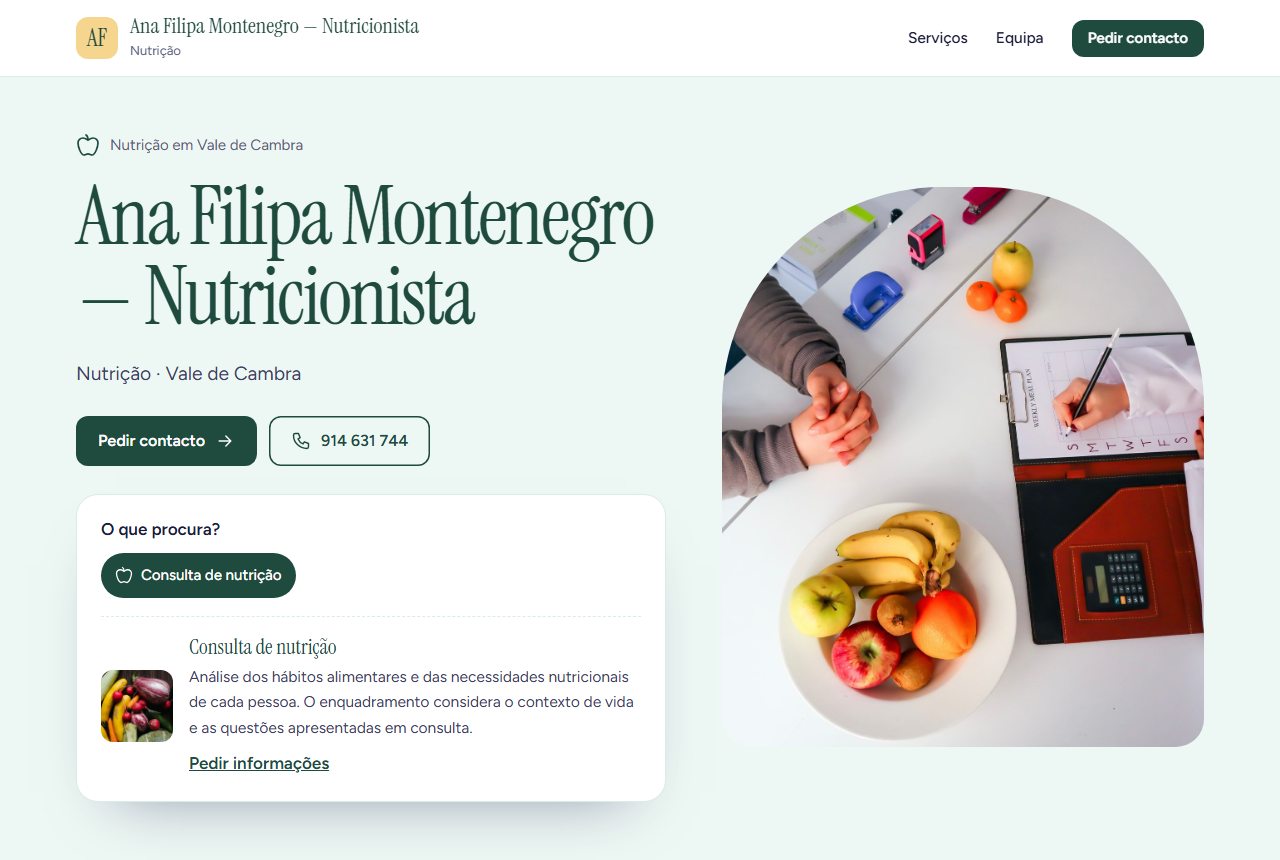 AF
Ana Filipa Montenegro — Nutricionista
Nutrição
Serviços
Equipa
Pedir contacto
Nutrição em Vale de Cambra
Ana Filipa Montenegro
— Nutricionista
Nutrição · Vale de Cambra
Pedir contacto
914 631 744
O que procura?
Consulta de nutrição
Consulta de nutrição
Análise dos hábitos alimentares e das necessidades nutricionais
de cada pessoa. O enquadramento considera o contexto de vida
e as questões apresentadas em consulta.
Pedir informações
WEEKLY MEAL PLAN
S
M
T
W
T
F
S